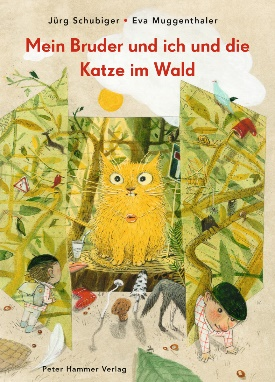 Jürg Schubiger • Eva Muggenthaler
Mein Bruder und ich und die
Katze im Wald
Peter Hammer Verlag